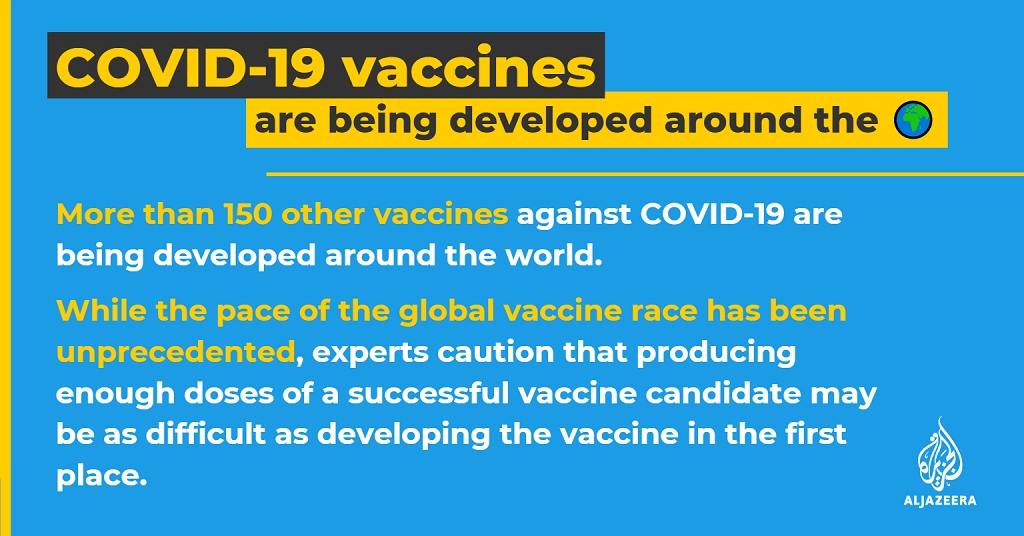 COVID-19 vaccines
are being developed around the
More than 150 other vaccines against COVID-19 are
being developed around the world.
While the pace of the global vaccine race has been
unprecedented, experts caution that producing
enough doses of a successful vaccine candidate may
be as difficult as developing the vaccine in the first
place.
الجزيرة
ALJAZEERA